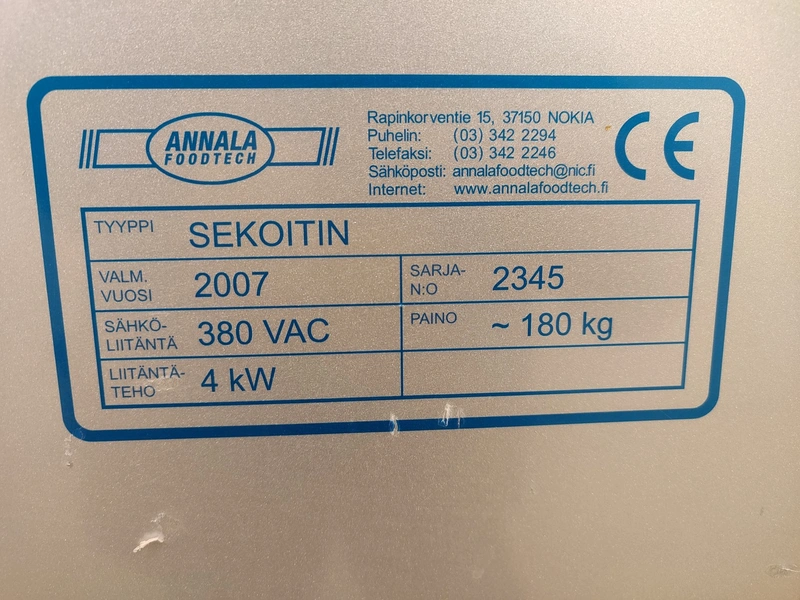 ANNALA
FOODTECH
Rapinkorventie 15, 37150 NOKIA
Puhelin: (03) 342 2294
Telefaksi: (03) 342 2246
Sähköposti: annalafoodtech@nic.fi
Internet: www.annalafoodtech.fi
CE
TYYPPI SEKOITIN
VALM.
VUOSI 2007
SARJA-
N:O 2345
SÄHKÖ-
LIITÄNTÄ 380 VAC
PAINO ~ 180 kg
LIITÄNTÄ-
TEHO 4 kW